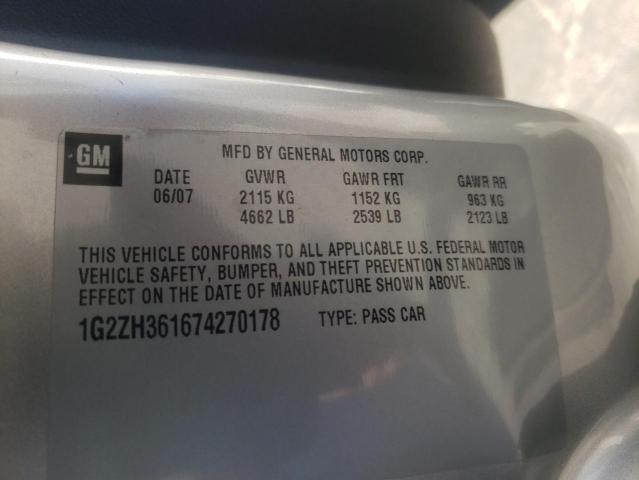 GM
MFD BY GENERAL MOTORS CORP.
DATE GVWR GAWR FRT GAWR RR
06/07 2115 KG 1152 KG 963 KG
4662 LB 2539 LB 2123 LB
THIS VEHICLE CONFORMS TO ALL APPLICABLE U.S. FEDERAL MOTOR
VEHICLE SAFETY, BUMPER, AND THEFT PREVENTION STANDARDS IN
EFFECT ON THE DATE OF MANUFACTURE SHOWN ABOVE.
1G2ZH361674270178 TYPE: PASS CAR